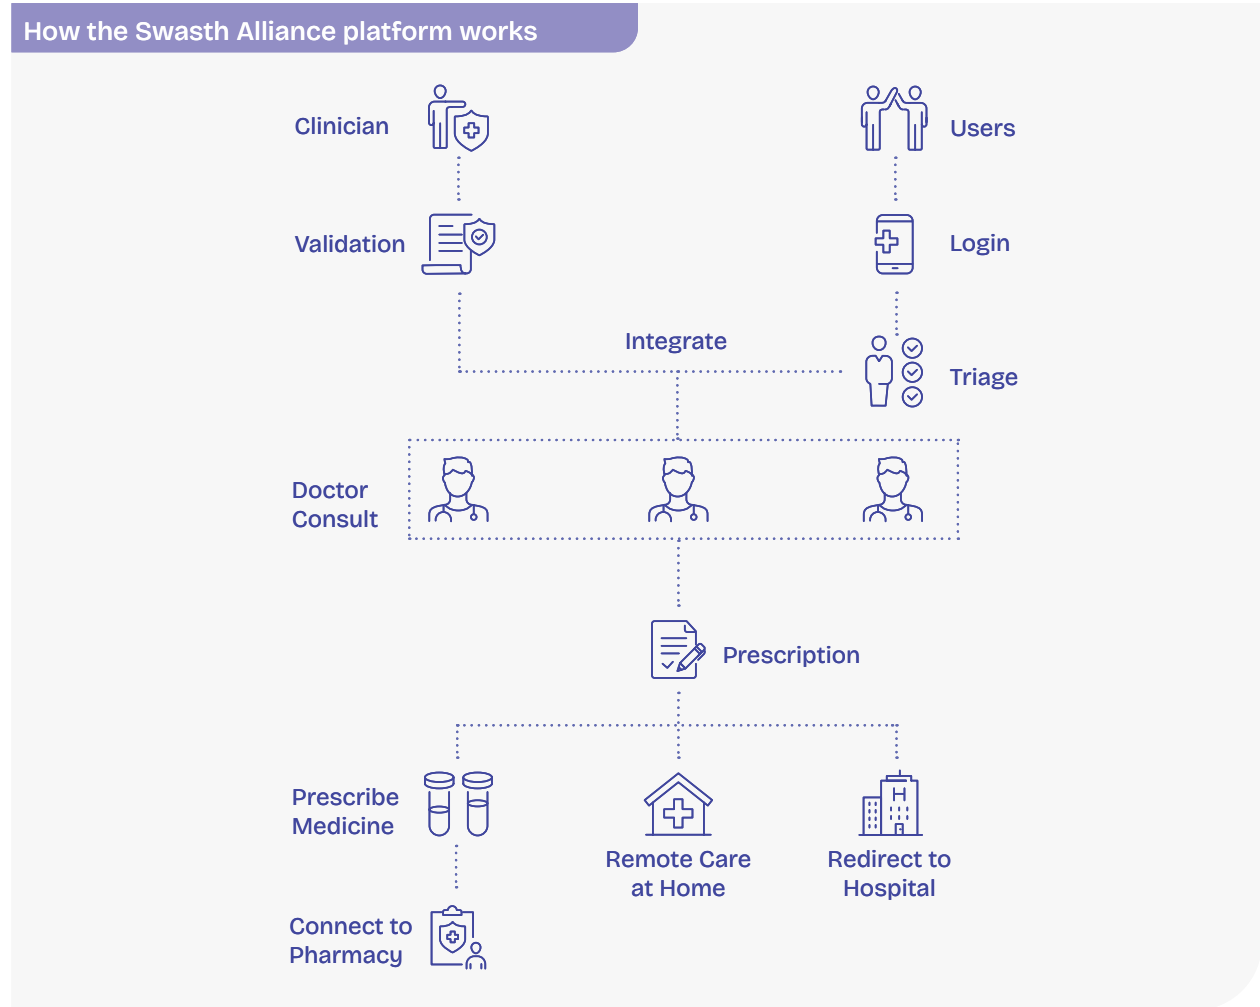 How the Swasth Alliance platform works
Clinician
Users
Validation
Login
Integrate
Triage
Doctor
Consult
Prescription
Prescribe
Medicine
Remote Care
at Home
Redirect to
Hospital
Connect to
Pharmacy